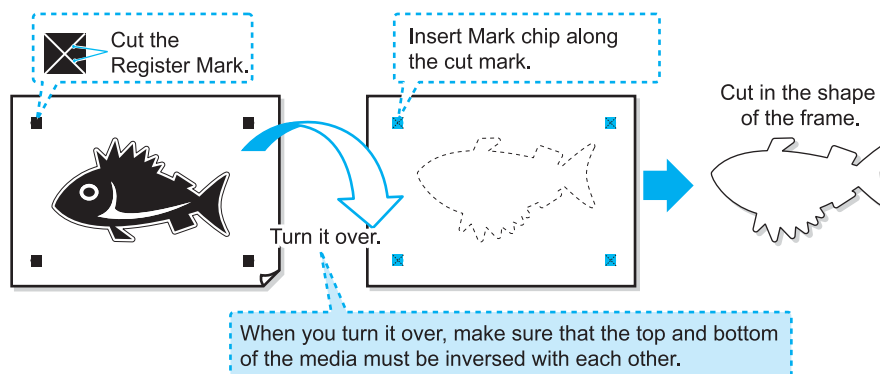 Cut the
Register Mark.
Insert Mark chip along
the cut mark.
Cut in the shape
of the frame.
Turn it over.
When you turn it over, make sure that the top and bottom
of the media must be inversed with each other.